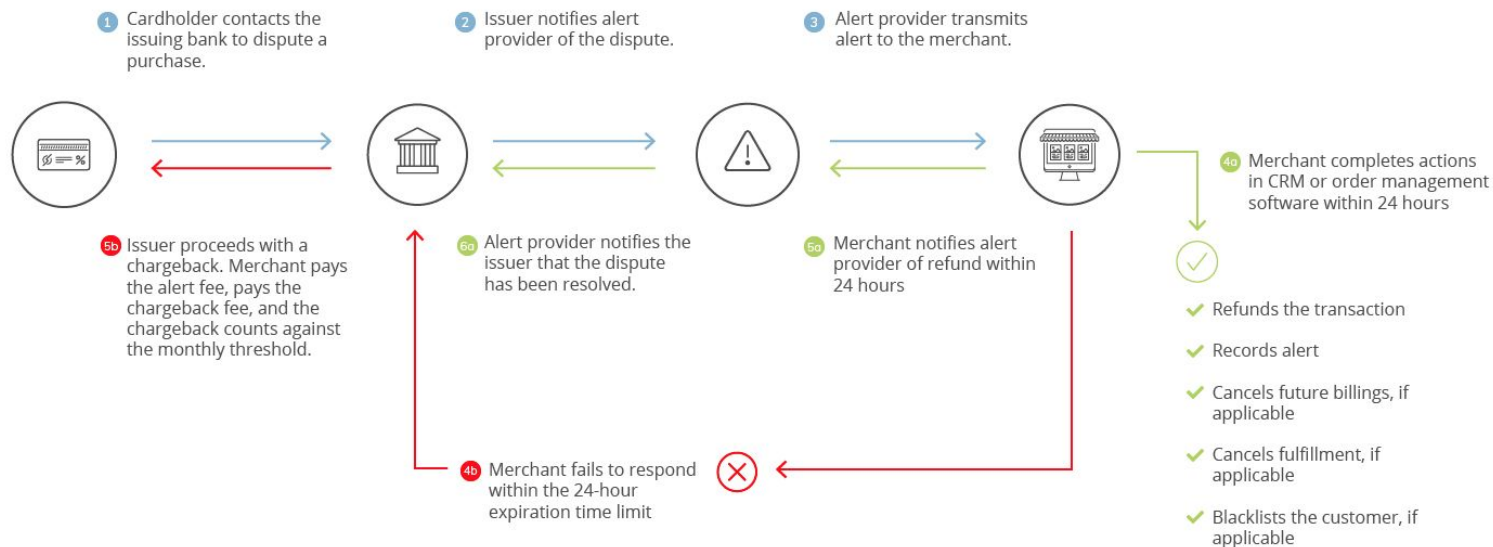 1 Cardholder contacts the
issuing bank to dispute a
purchase.
2 Issuer notifies alert
provider of the dispute.
3 Alert provider transmits
alert to the merchant.
4a Merchant completes actions
in CRM or order management
software within 24 hours
5b Issuer proceeds with a
chargeback. Merchant pays
the alert fee, pays the
chargeback fee, and the
chargeback counts against
the monthly threshold.
6a Alert provider notifies the
issuer that the dispute
has been resolved.
5a Merchant notifies alert
provider of refund within
24 hours
Refunds the transaction
Records alert
Cancels future billings, if
applicable
Cancels fulfillment, if
applicable
Blacklists the customer, if
applicable
4b Merchant fails to respond
within the 24-hour
expiration time limit